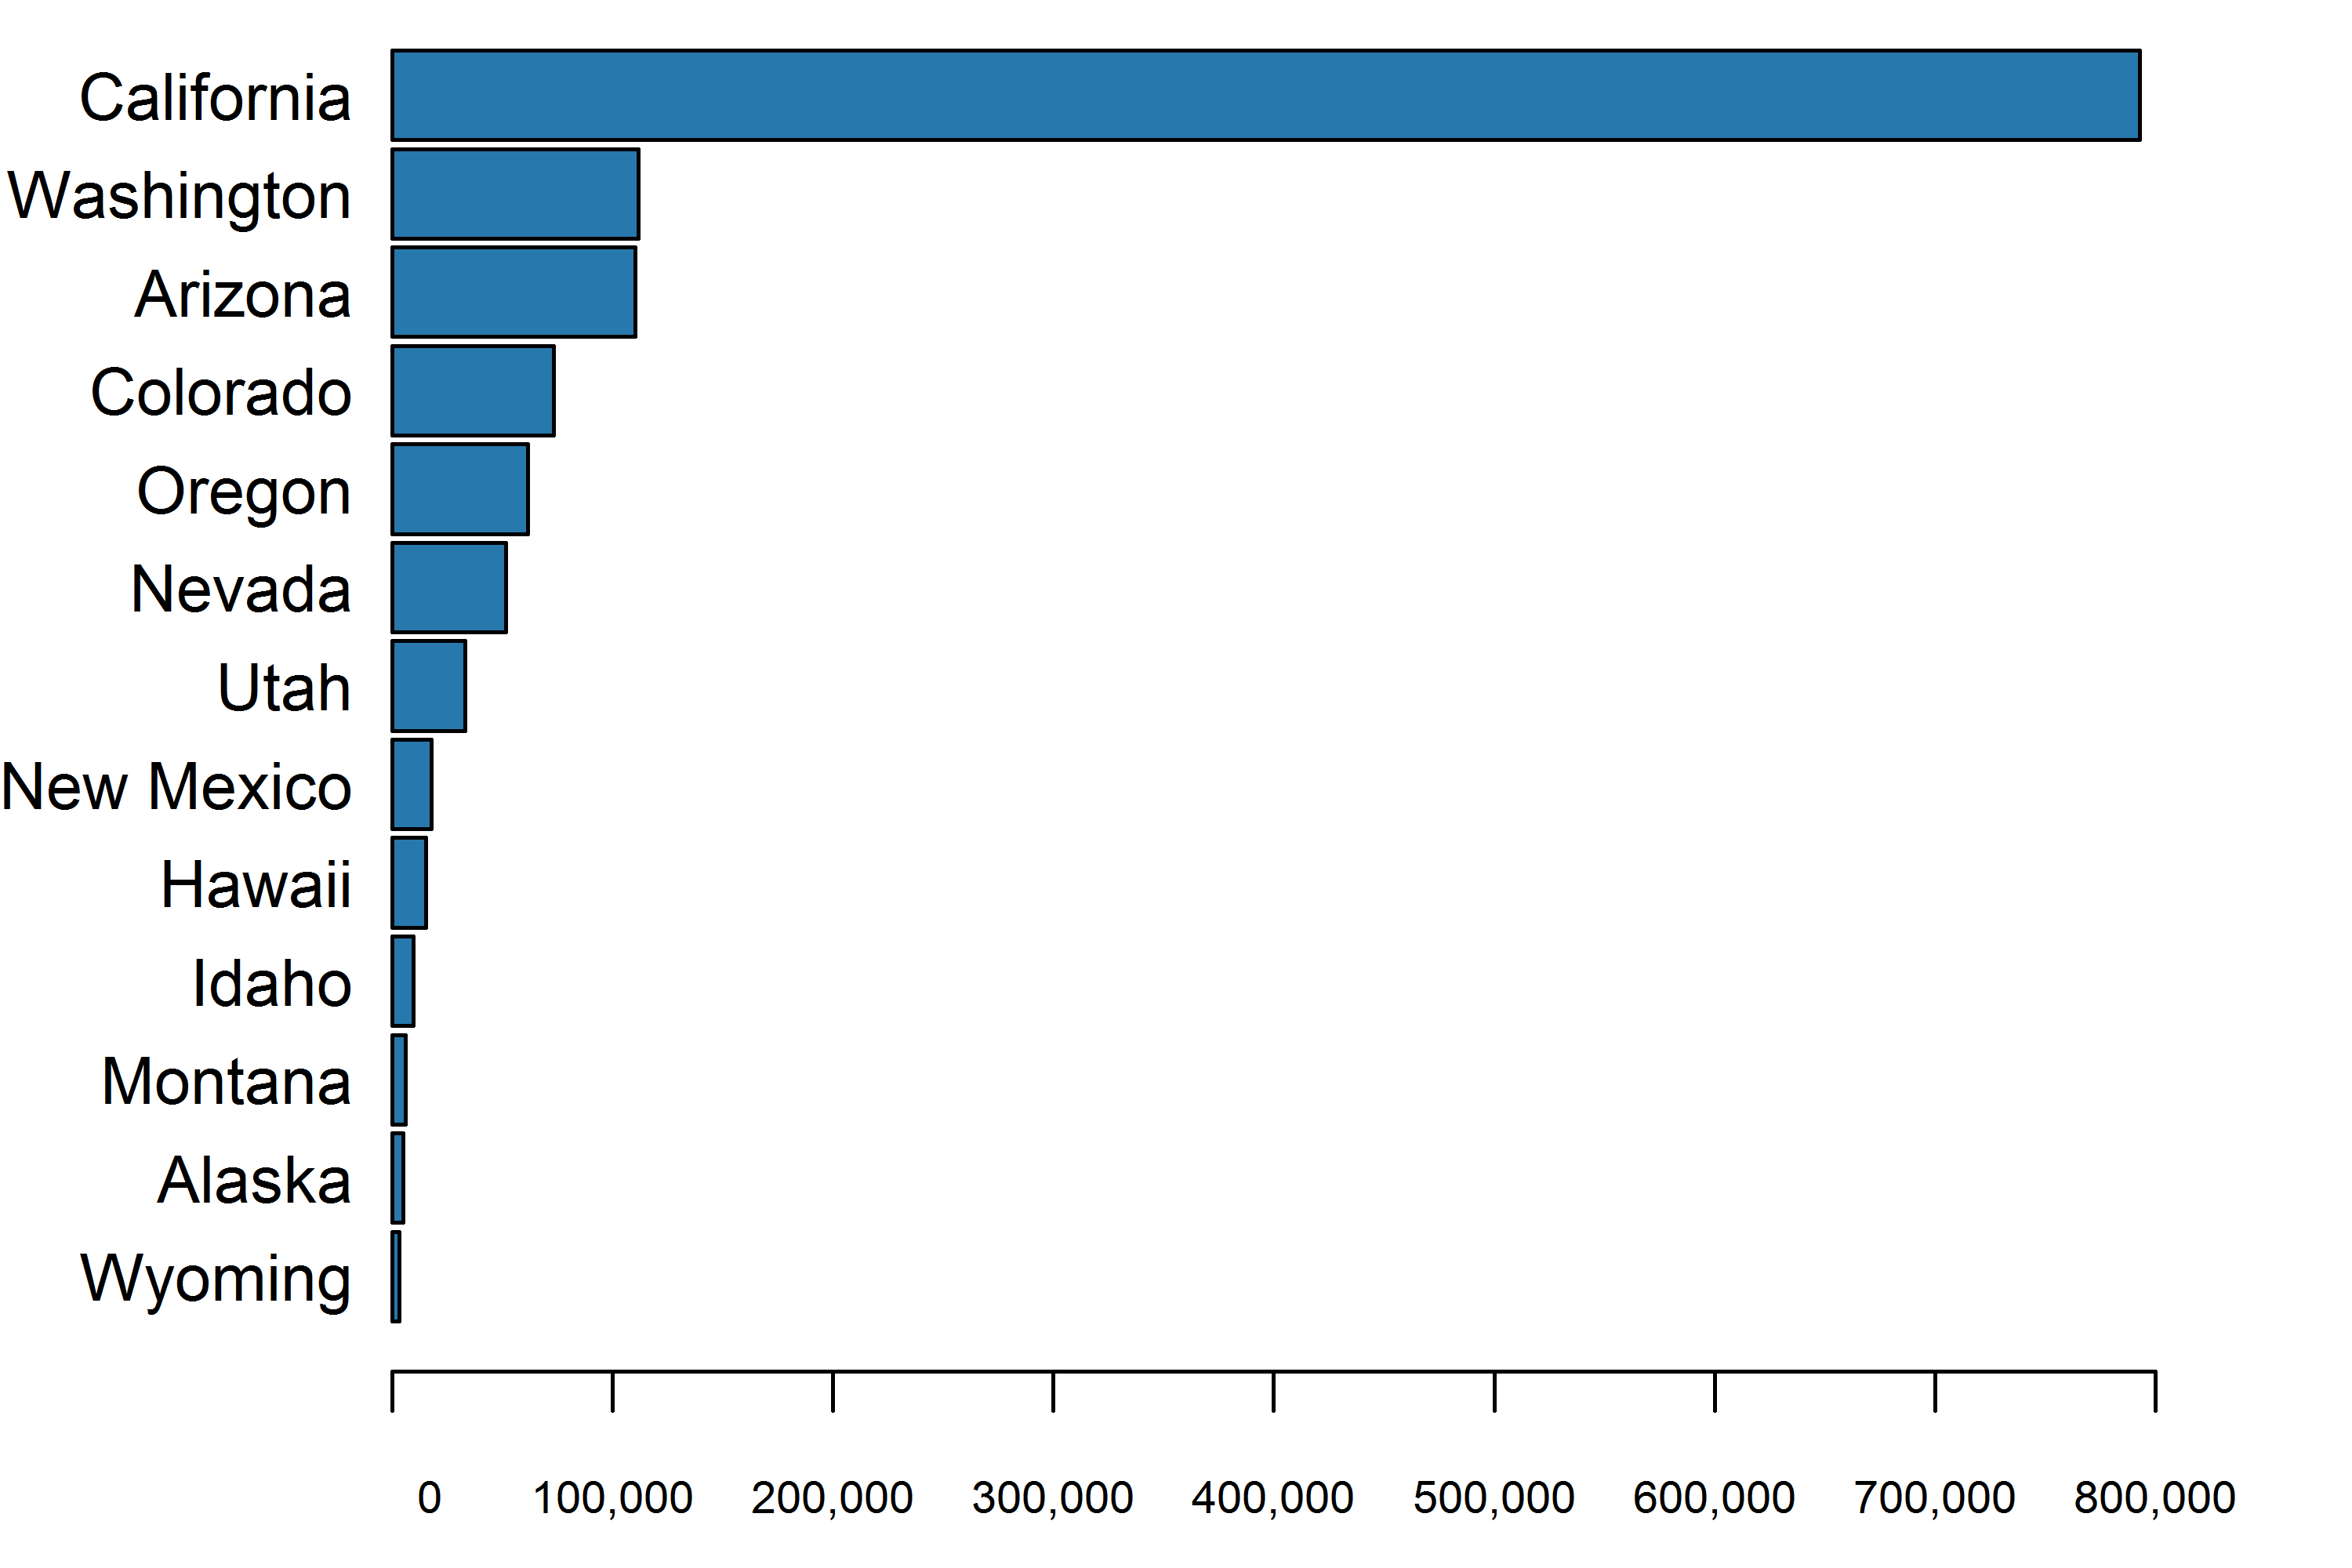 California
Washington
Arizona
Colorado
Oregon
Nevada
Utah
New Mexico
Hawaii
Idaho
Montana
Alaska
Wyoming
0 100,000 200,000 300,000 400,000 500,000 600,000 700,000 800,000